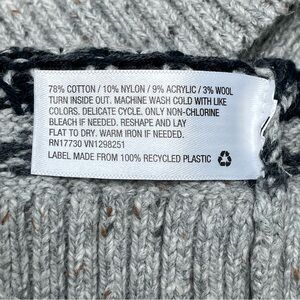 78% COTTON / 10% NYLON / 9% ACRYLIC / 3% WOOL
TURN INSIDE OUT. MACHINE WASH COLD WITH LIKE
COLORS. DELICATE CYCLE. ONLY NON-CHLORINE
BLEACH IF NEEDED. RESHAPE AND LAY
FLAT TO DRY. WARM IRON IF NEEDED.
RN17730 VN1298251
LABEL MADE FROM 100% RECYCLED PLASTIC